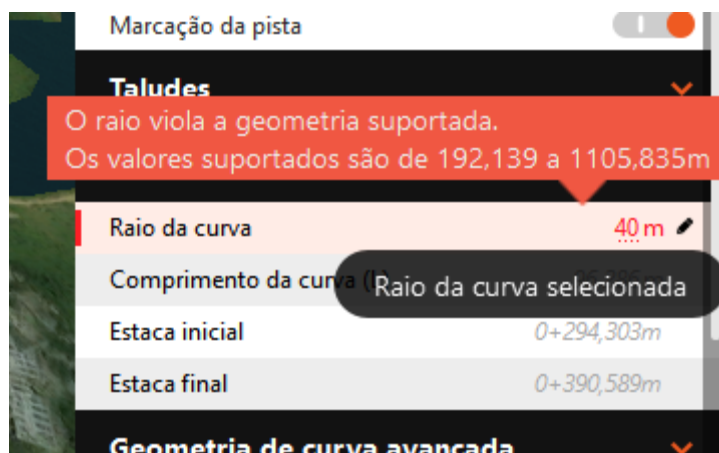 Marcação da pista
Taludes
O raio viola a geometria suportada.
Os valores suportados são de 192,139 a 1105,835m
Raio da curva 40 m
Comprimento da curva
Raio da curva selecionada
Estaca inicial 0+294,303m
Estaca final 0+390,589m
Geometria de curva avançada